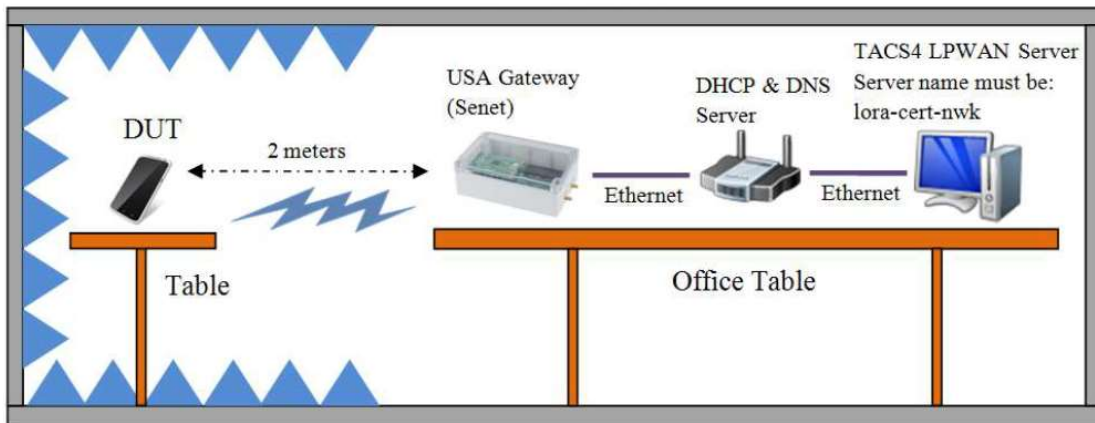 TACS4 LPWAN Server
Server name must be:
lora-cert-nwk
USA Gateway
(Senet)
DHCP & DNS
Server
DUT
2 meters
Ethernet
Ethernet
Table
Office Table